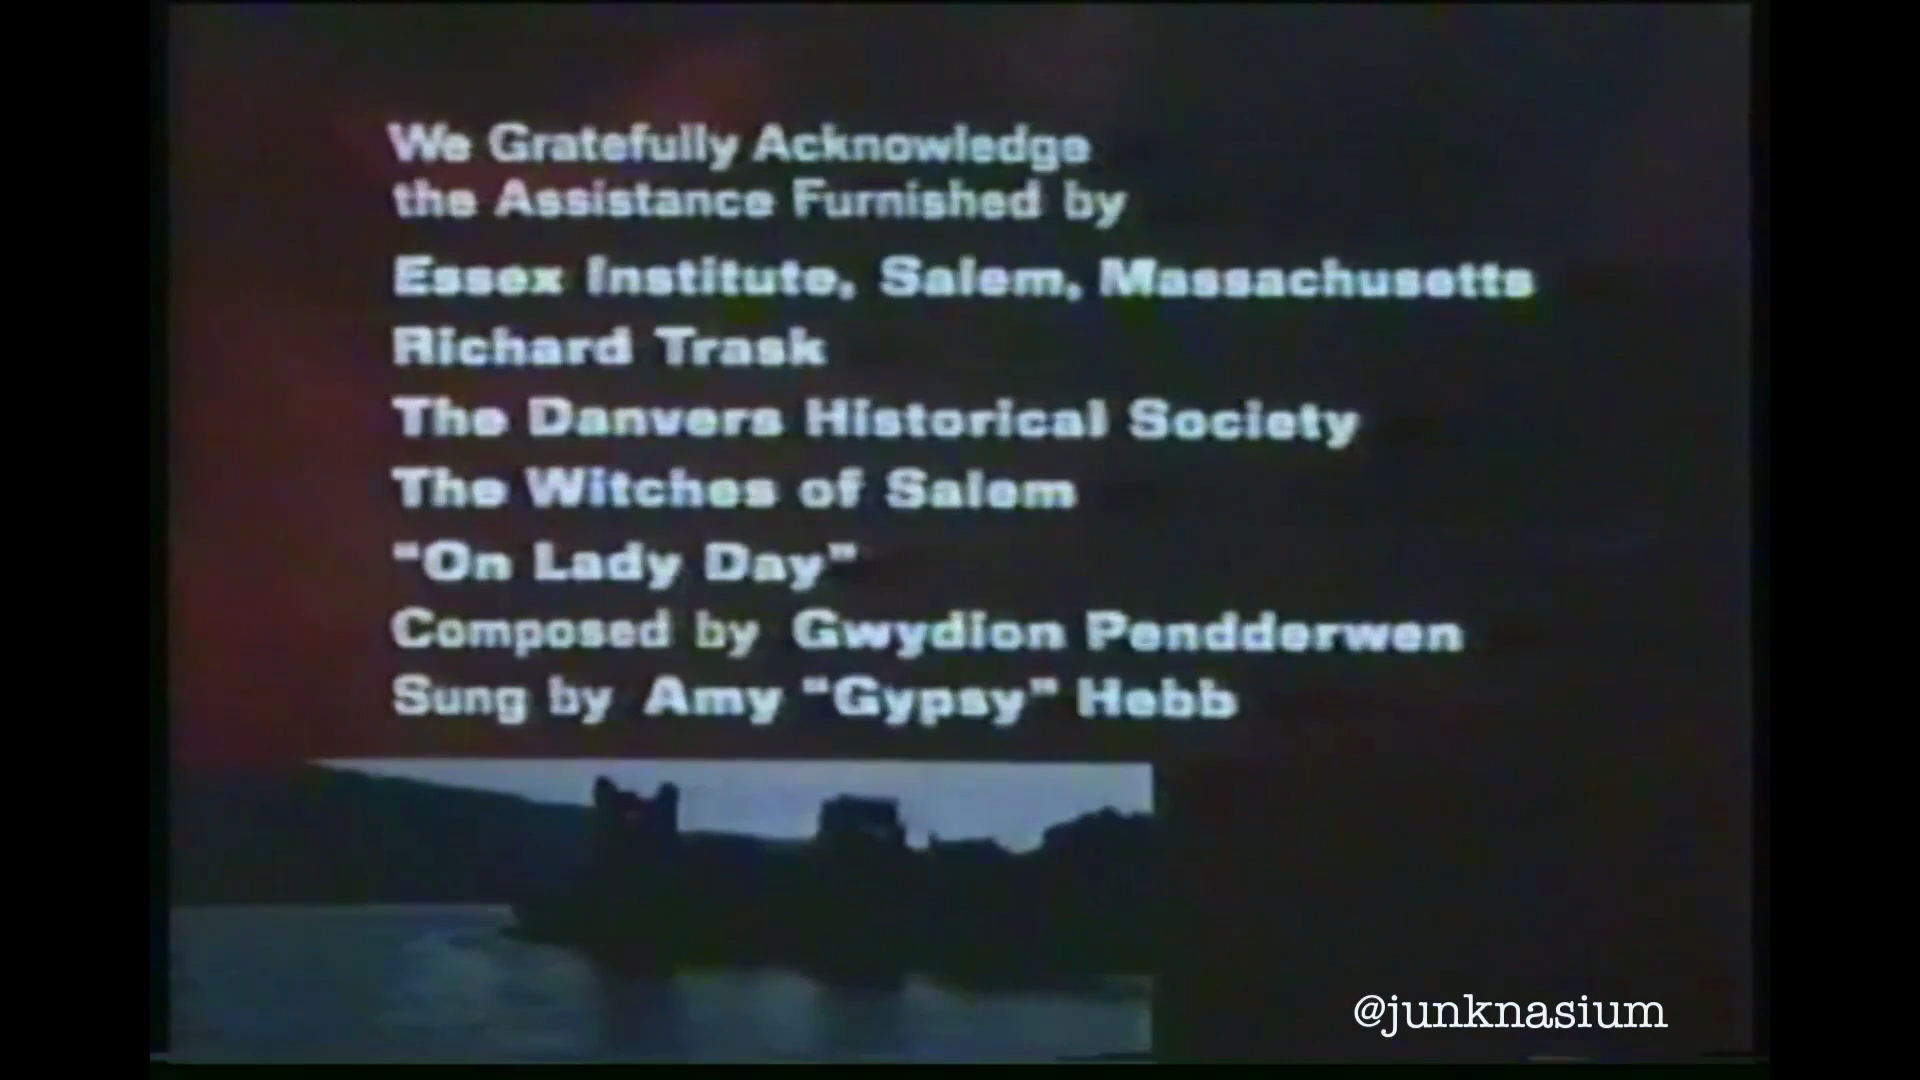 We Gratefully Acknowledge
the Assistance Furnished by
Essex Institute, Salem, Massachusetts
Richard Trask
The Danvers Historical Society
The Witches of Salem
"On Lady Day"
Composed by Gwydion Pendderwen
Sung by Amy "Gypsy" Hebb
@junknasium